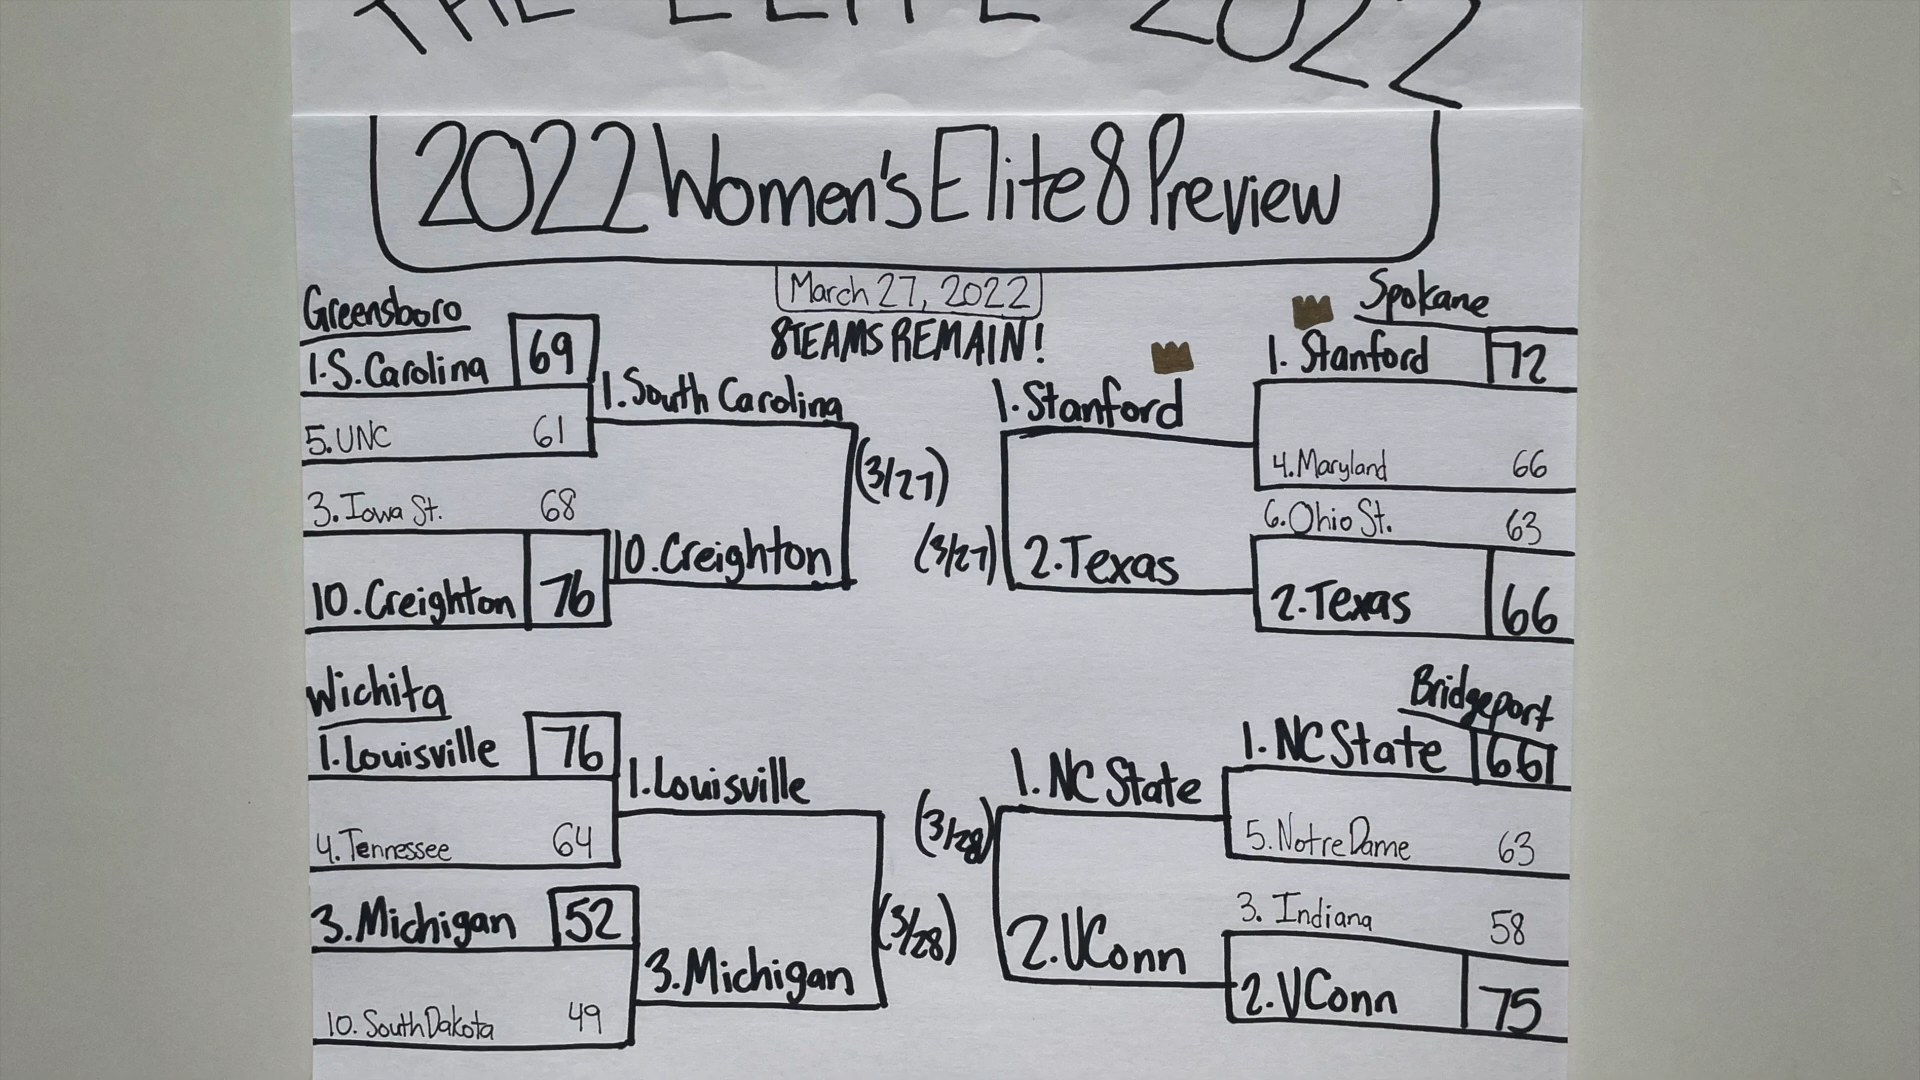 THE ELITE 2022
2022 Women's Elite 8 Preview
March 27, 2022
8 TEAMS REMAIN!
Greensboro
1. S. Carolina 69
5. UNC 61
3. Iowa St. 68
10. Creighton 76
1. South Carolina
(3/27)
10. Creighton
Wichita
1. Louisville 76
4. Tennessee 64
3. Michigan 52
10. South Dakota 49
1. Louisville
(3/28)
3. Michigan
Spokane
1. Stanford 72
4. Maryland 66
6. Ohio St. 63
2. Texas 66
1. Stanford
(3/27)
2. Texas
Bridgeport
1. NC State 66
5. Notre Dame 63
3. Indiana 58
2. UConn 75
1. NC State
(3/28)
2. UConn